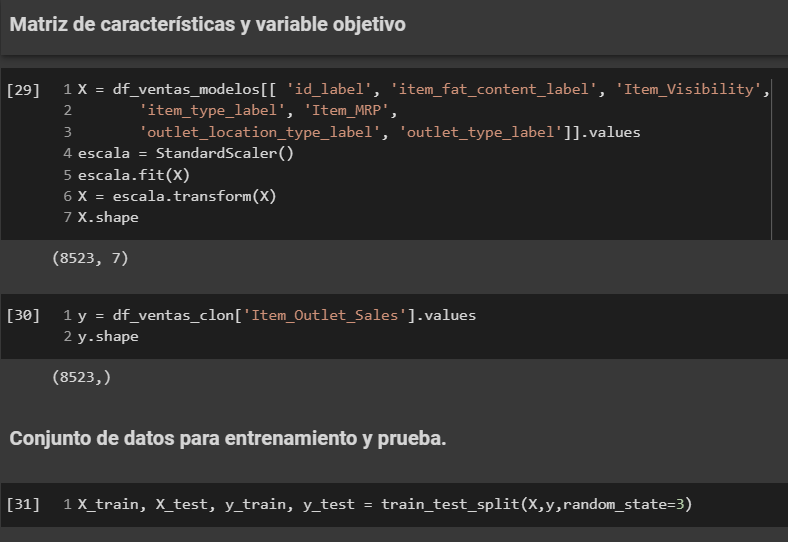 Matriz de características y variable objetivo
[29] 1 X = df_ventas_modelos[[ 'id_label', 'item_fat_content_label', 'Item_Visibility',
2 'item_type_label', 'Item_MRP',
3 'outlet_location_type_label', 'outlet_type_label']].values
4 escala = StandardScaler()
5 escala.fit(X)
6 X = escala.transform(X)
7 X.shape
(8523, 7)
[30] 1 y = df_ventas_clon['Item_Outlet_Sales'].values
2 y.shape
(8523,)
Conjunto de datos para entrenamiento y prueba.
[31] 1 X_train, X_test, y_train, y_test = train_test_split(X,y,random_state=3)